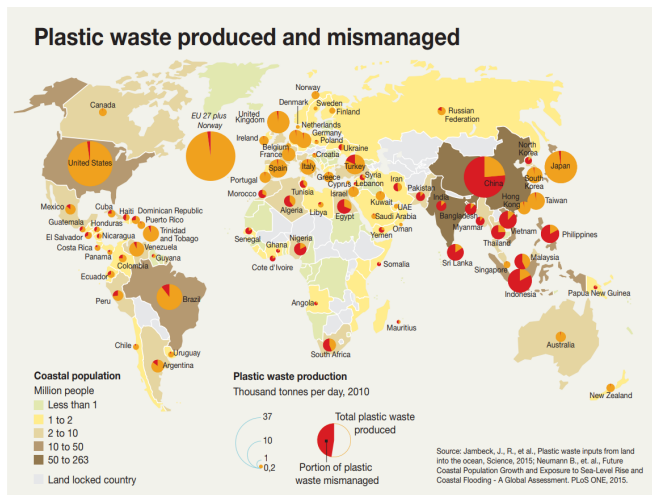 Plastic waste produced and mismanaged
Norway
Denmark
Sweden
Finland
Canada
EU 27 plus
Norway
United
Kingdom
Netherlands
Germany
Poland
Russian
Federation
Ireland
Belgium
France
Croatia
Ukraine
North
Korea
United States
Spain
Italy
Greece
Turkey
Syria
Iran
Japan
Portugal
Cyprus
Lebanon
China
South
Korea
Morocco
Tunisia
Israel
Pakistan
India
Hong
Kong
Taiwan
Mexico
Cuba
Haiti
Dominican Republic
Puerto Rico
Algeria
Libya
Egypt
Kuwait
UAE
Saudi Arabia
Bangladesh
Guatemala
Honduras
Trinidad
and Tobago
Oman
Yemen
Myanmar
Vietnam
Philippines
El Salvador
Nicaragua
Senegal
Nigeria
Thailand
Costa Rica
Venezuela
Ghana
Panama
Guyana
Colombia
Cote d'Ivoire
Somalia
Sri Lanka
Malaysia
Singapore
Ecuador
Indonesia
Papua New Guinea
Peru
Brazil
Angola
Mauritius
Chile
Uruguay
South Africa
Australia
Argentina
New Zealand
Coastal population
Million people
Less than 1
1 to 2
2 to 10
10 to 50
50 to 263
Land locked country
Plastic waste production
Thousand tonnes per day, 2010
37
10
1
0,2
Total plastic waste
produced
Portion of plastic
waste mismanaged
Source: Jambeck, J., R., et al., Plastic waste inputs from land
into the ocean, Science, 2015; Neumann B., et. al., Future
Coastal Population Growth and Exposure to Sea-Level Rise and
Coastal Flooding - A Global Assessment. PLoS ONE, 2015.